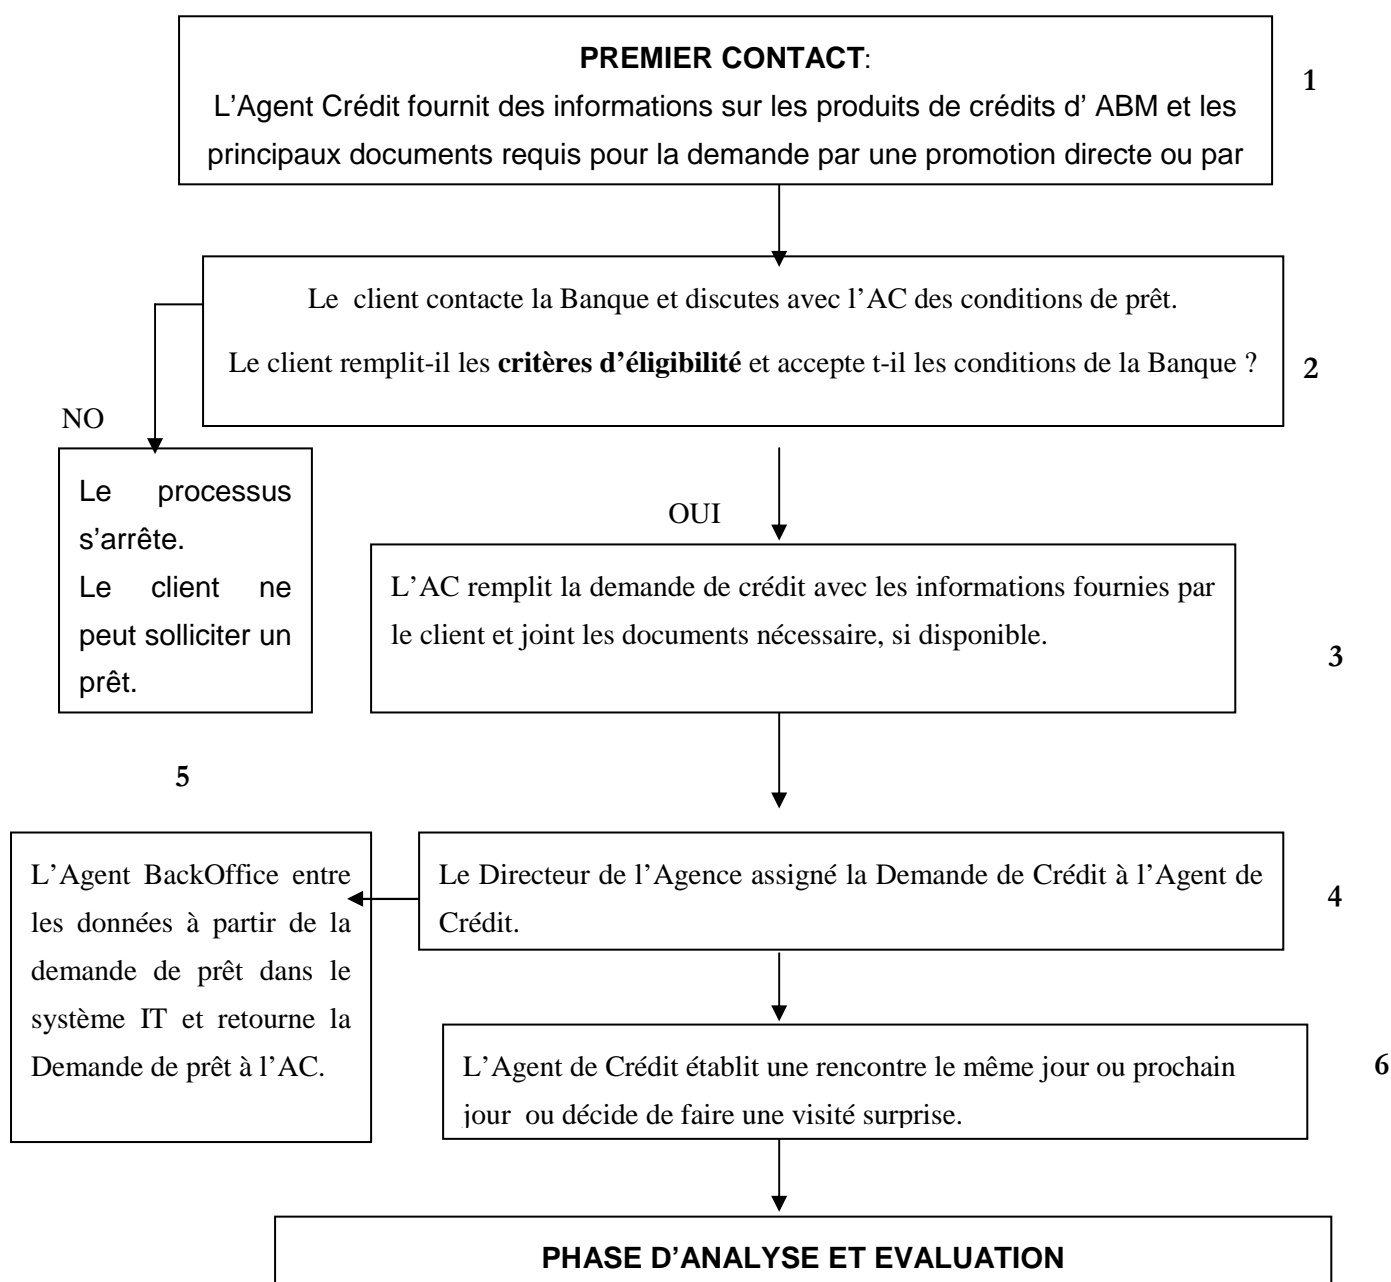 PREMIER CONTACT:
L'Agent Crédit fournit des informations sur les produits de crédits d' ABM et les
principaux documents requis pour la demande par une promotion directe ou par
1
Le client contacte la Banque et discutes avec l'AC des conditions de prêt.
Le client remplit-il les critères d'éligibilité et accepte t-il les conditions de la Banque ?
2
NO
Le processus
s'arrête.
Le client ne
peut solliciter un
prêt.
OUI
L'AC remplit la demande de crédit avec les informations fournies par
le client et joint les documents nécessaire, si disponible.
3
5
L'Agent BackOffice entre
les données à partir de la
demande de prêt dans le
système IT et retourne la
Demande de prêt à l'AC.
Le Directeur de l'Agence assigné la Demande de Crédit à l'Agent de
Crédit.
4
L'Agent de Crédit établit une rencontre le même jour ou prochain
jour ou décide de faire une visité surprise.
6
PHASE D'ANALYSE ET EVALUATION